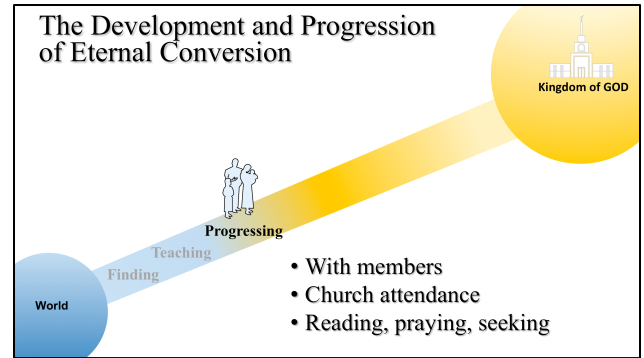 The Development and Progression
of Eternal Conversion
Kingdom of GOD
Progressing
Teaching
Finding
World
• With members
• Church attendance
• Reading, praying, seeking